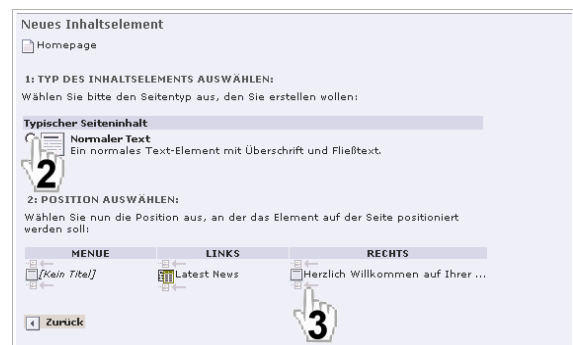 Neues Inhaltselement
Homepage
1: TYP DES INHALTSELEMENTS AUSWÄHLEN:
Wählen Sie bitte den Seitentyp aus, den Sie erstellen wollen:
Typischer Seiteninhalt
Normaler Text
Ein normales Text-Element mit Überschrift und Fließtext.
2
2: POSITION AUSWÄHLEN:
Wählen Sie nun die Position aus, an der das Element auf der Seite positioniert
werden soll:
MENUE LINKS RECHTS
[Kein Titel] Latest News Herzlich Willkommen auf Ihrer ...
3
Zurück